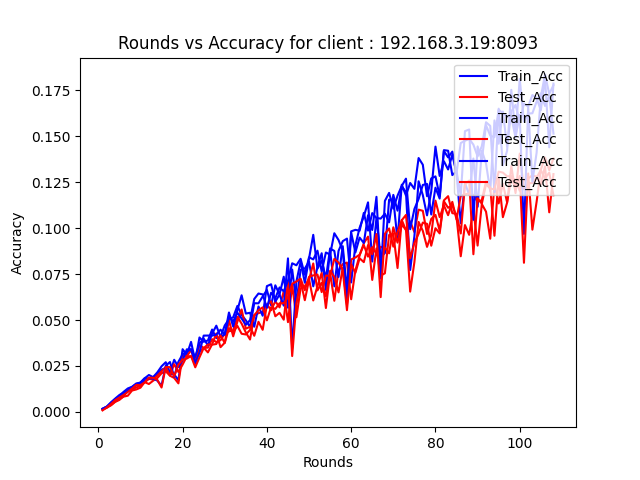 Rounds vs Accuracy for client : 192.168.3.19:8093
Train_Acc
Test_Acc
Train_Acc
Test_Acc
Train_Acc
Test_Acc
Accuracy
0.175
0.150
0.125
0.100
0.075
0.050
0.025
0.000
0
20
40
60
80
100
Rounds